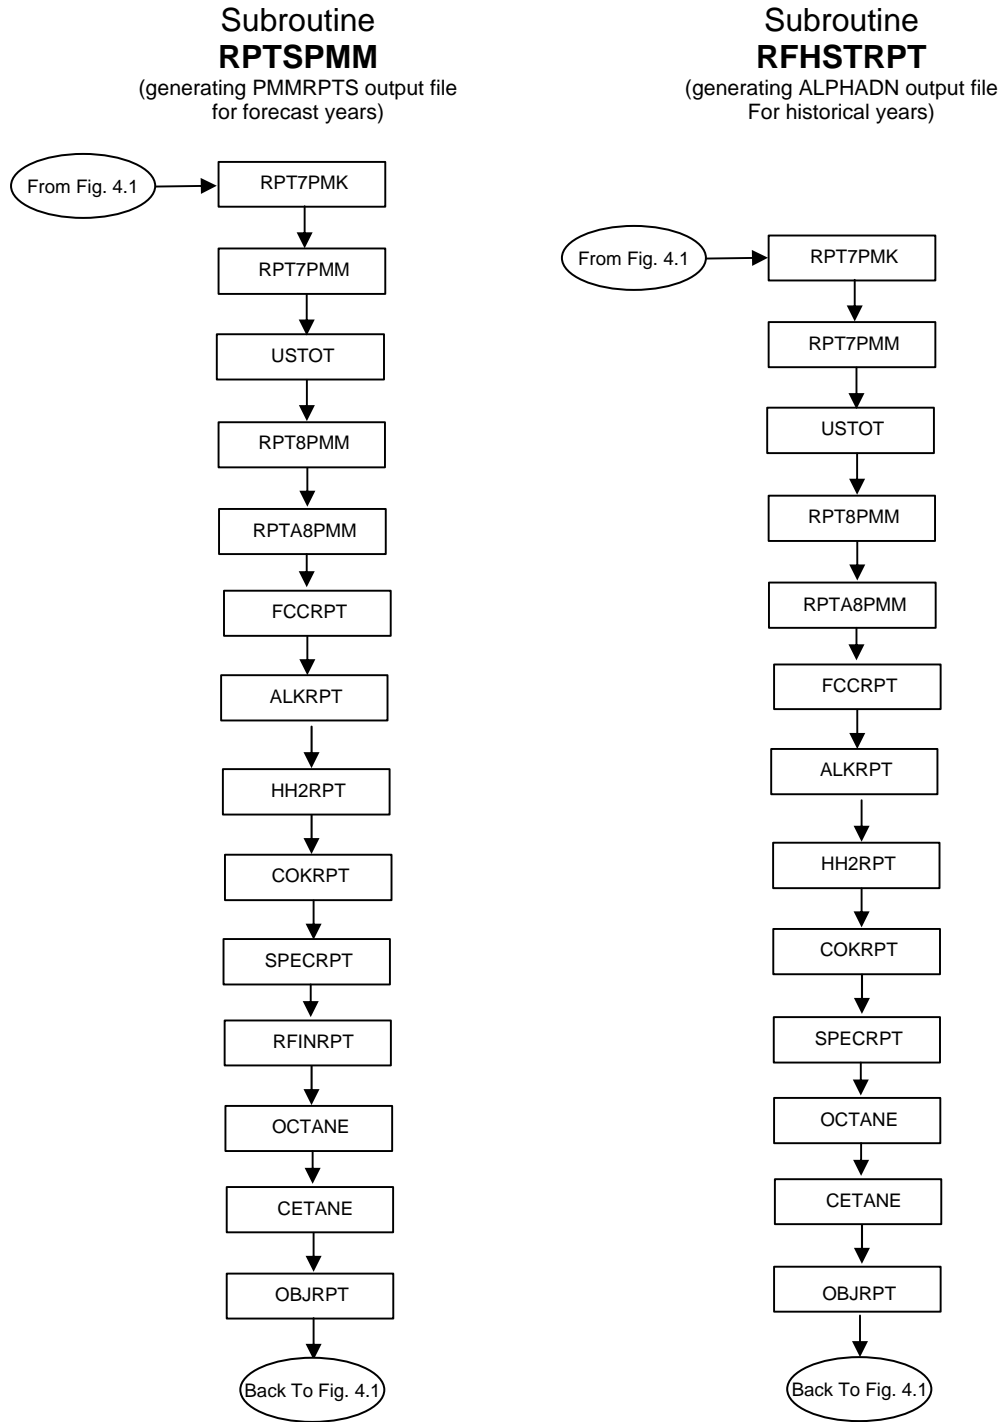 Subroutine
RPTSPMM
(generating PMMRPTS output file
for forecast years)
From Fig. 4.1
RPT7PMK
RPT7PMM
USTOT
RPT8PMM
RPTA8PMM
FCCRPT
ALKRPT
HH2RPT
COKRPT
SPECRPT
RFINRPT
OCTANE
CETANE
OBJRPT
Back To Fig. 4.1
Subroutine
RFHSTRPT
(generating ALPHADN output file
For historical years)
From Fig. 4.1
RPT7PMK
RPT7PMM
USTOT
RPT8PMM
RPTA8PMM
FCCRPT
ALKRPT
HH2RPT
COKRPT
SPECRPT
OCTANE
CETANE
OBJRPT
Back To Fig. 4.1